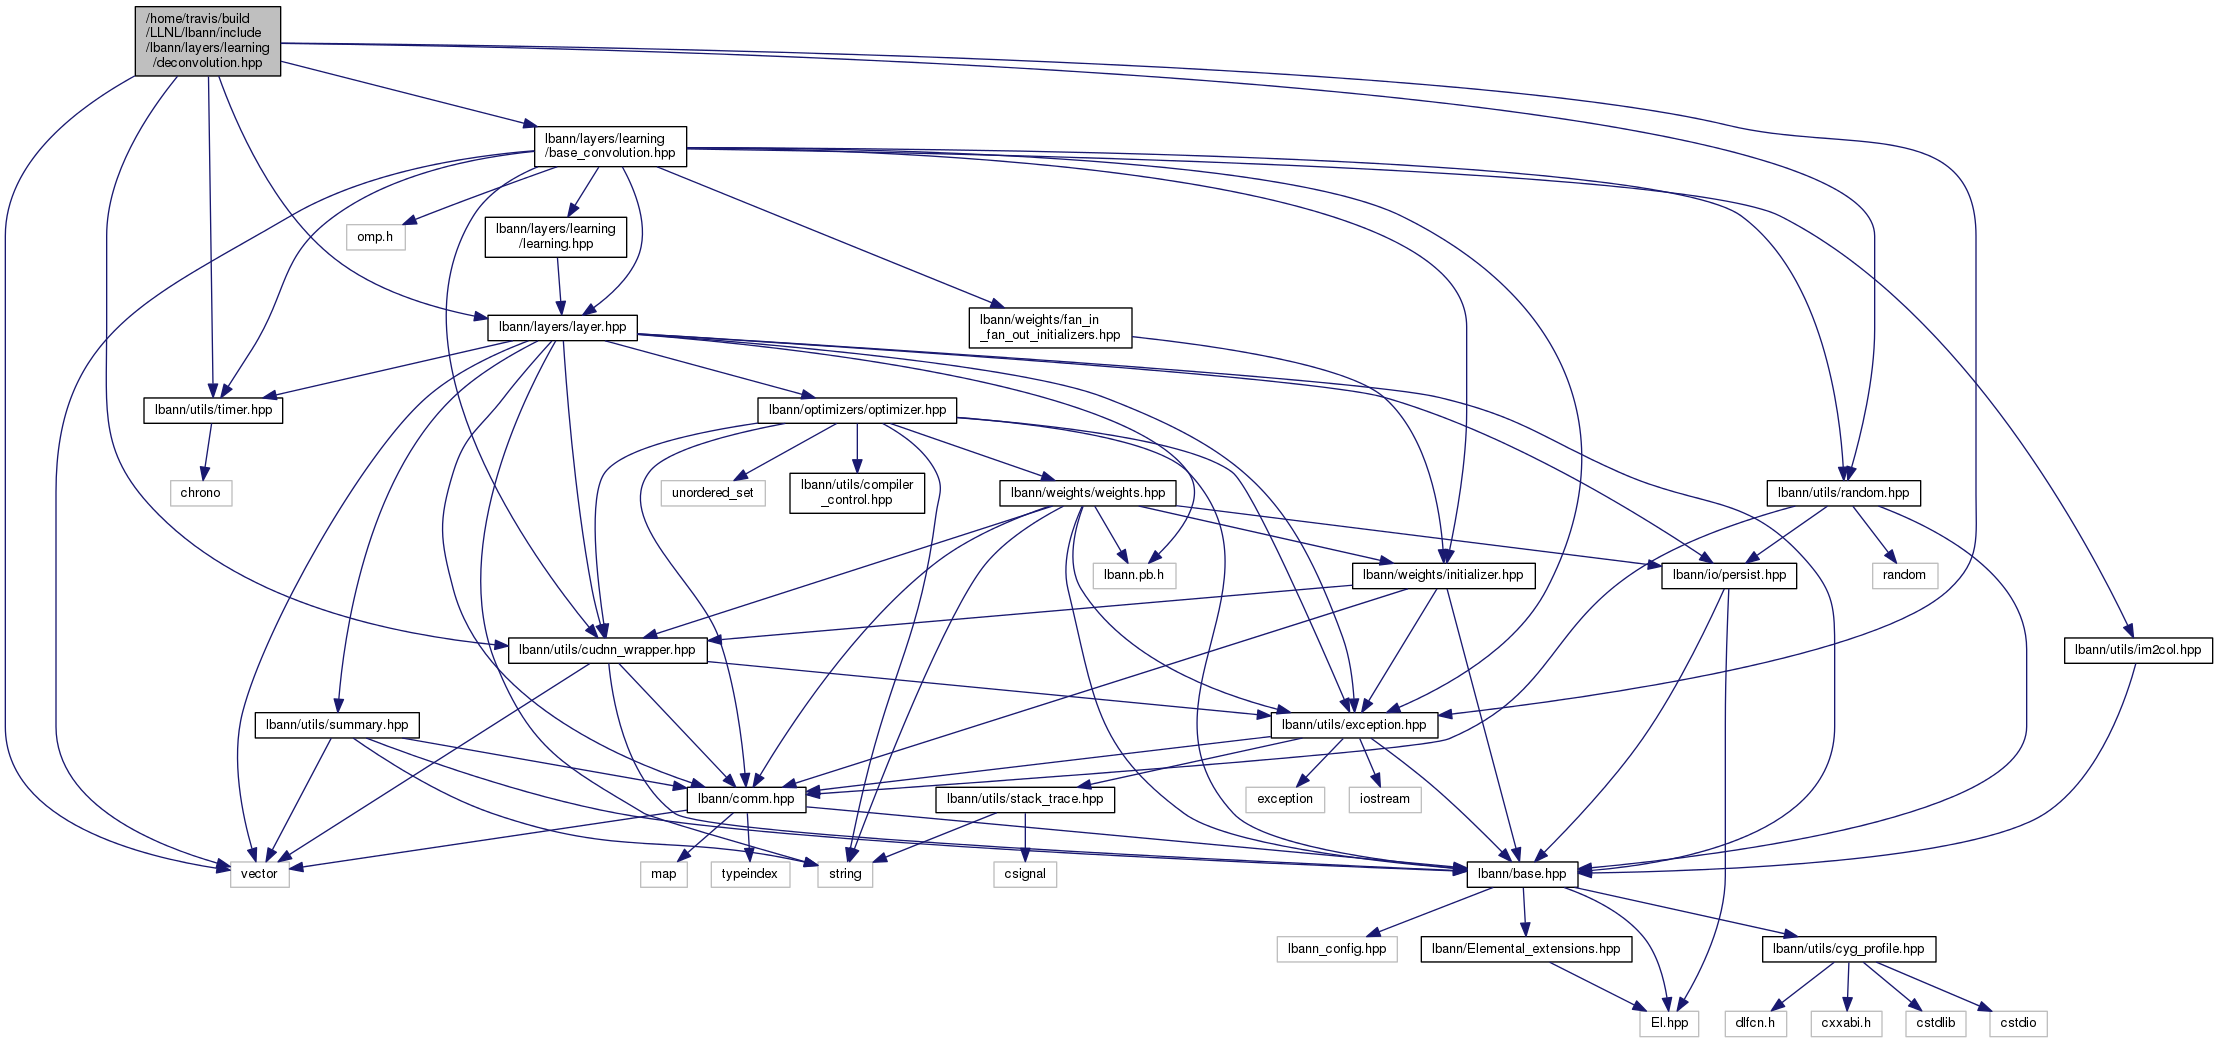 /home/travis/build
/LLNL/lbann/include
/lbann/layers/learning
/deconvolution.hpp
lbann/layers/learning
/base_convolution.hpp
omp.h
lbann/layers/learning
/learning.hpp
lbann/layers/layer.hpp
lbann/weights/fan_in
_fan_out_initializers.hpp
lbann/utils/timer.hpp
lbann/optimizers/optimizer.hpp
chrono
unordered_set
lbann/utils/compiler
_control.hpp
lbann/weights/weights.hpp
lbann/utils/random.hpp
lbann.pb.h
lbann/weights/initializer.hpp
lbann/io/persist.hpp
random
lbann/utils/cudnn_wrapper.hpp
lbann/utils/im2col.hpp
lbann/utils/summary.hpp
lbann/utils/exception.hpp
lbann/comm.hpp
lbann/utils/stack_trace.hpp
exception
iostream
vector
map
typeindex
string
csignal
lbann/base.hpp
lbann_config.hpp
lbann/Elemental_extensions.hpp
lbann/utils/cyg_profile.hpp
El.hpp
dlfcn.h
cxxabi.h
cstdlib
cstdio